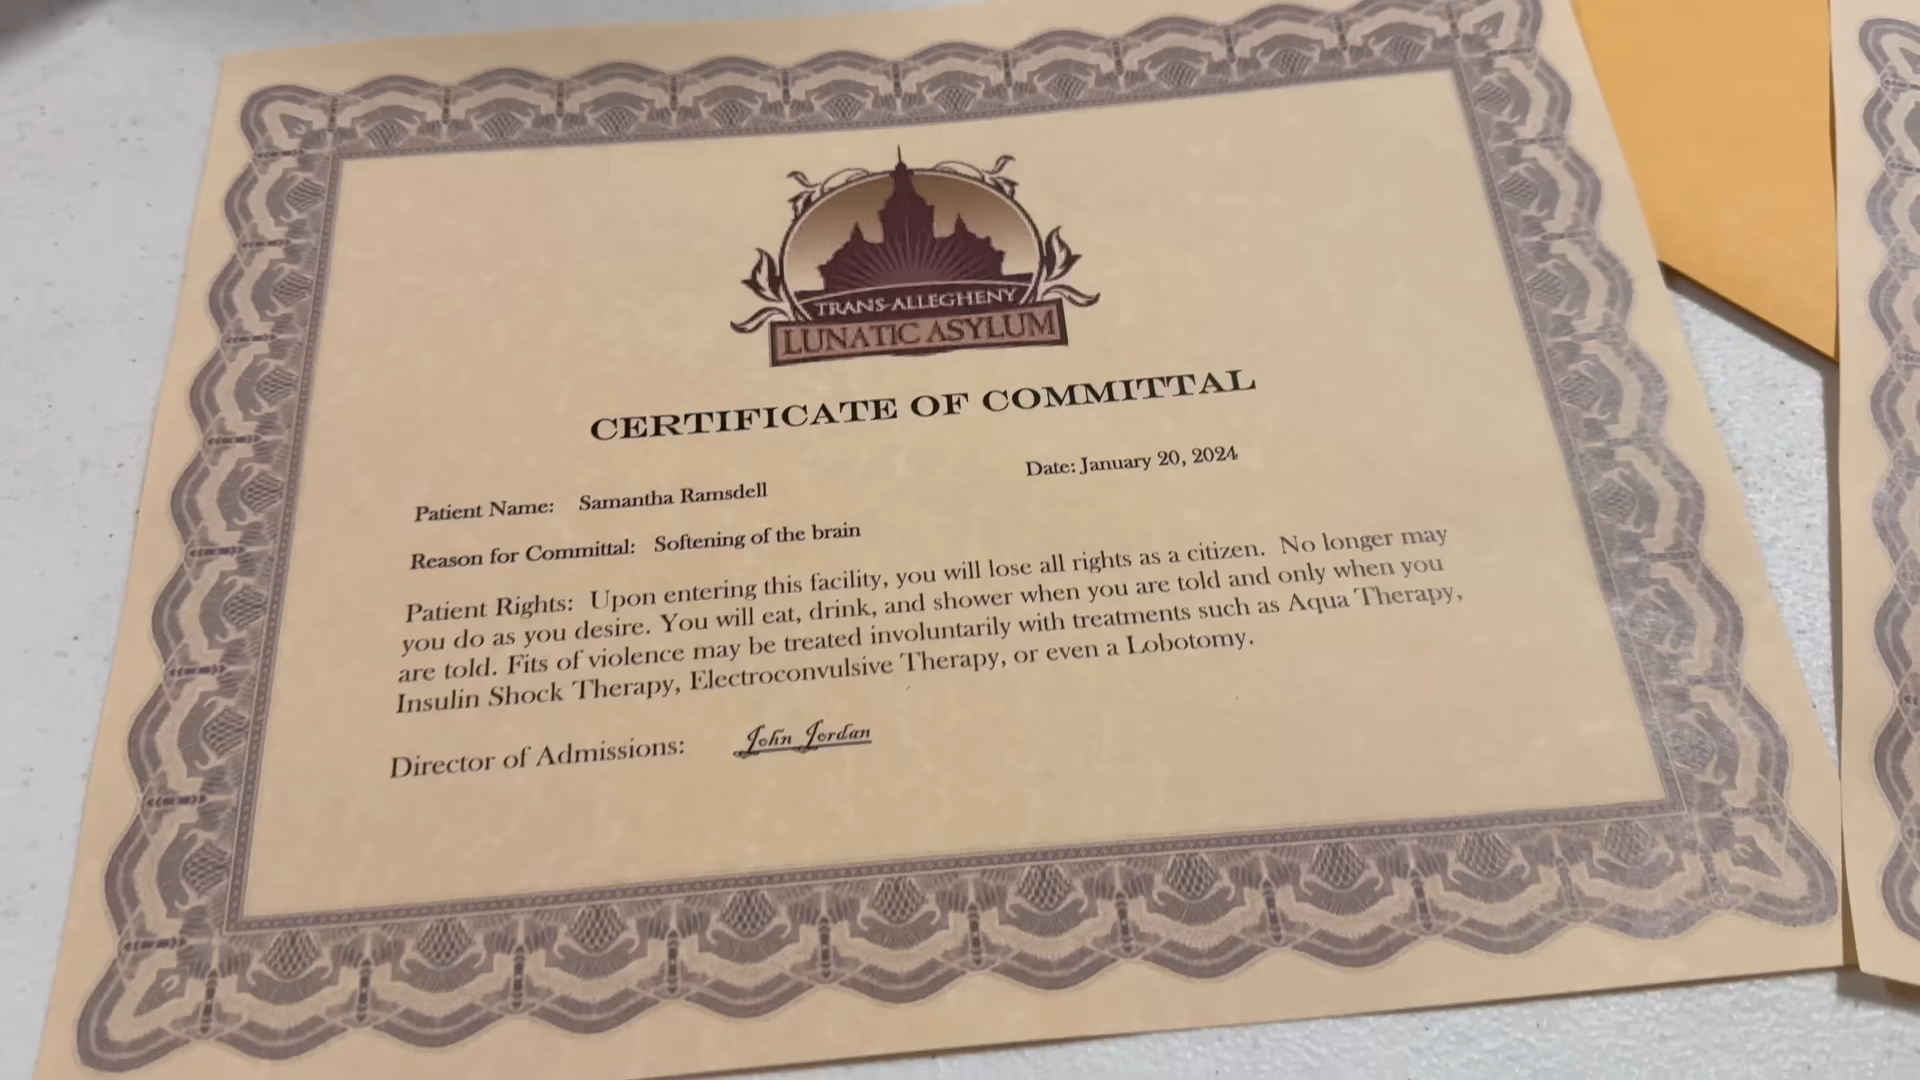 TRANS-ALLEGHENY
LUNATIC ASYLUM
CERTIFICATE OF COMMITTAL
Date: January 20, 2024
Patient Name: Samantha Ramsdell
Reason for Committal: Softening of the brain
Patient Rights: Upon entering this facility, you will lose all rights as a citizen. No longer may
you do as you desire. You will eat, drink, and shower when you are told and only when you
are told. Fits of violence may be treated involuntarily with treatments such as Aqua Therapy,
Insulin Shock Therapy, Electroconvulsive Therapy, or even a Lobotomy.
Director of Admissions: John Jordan